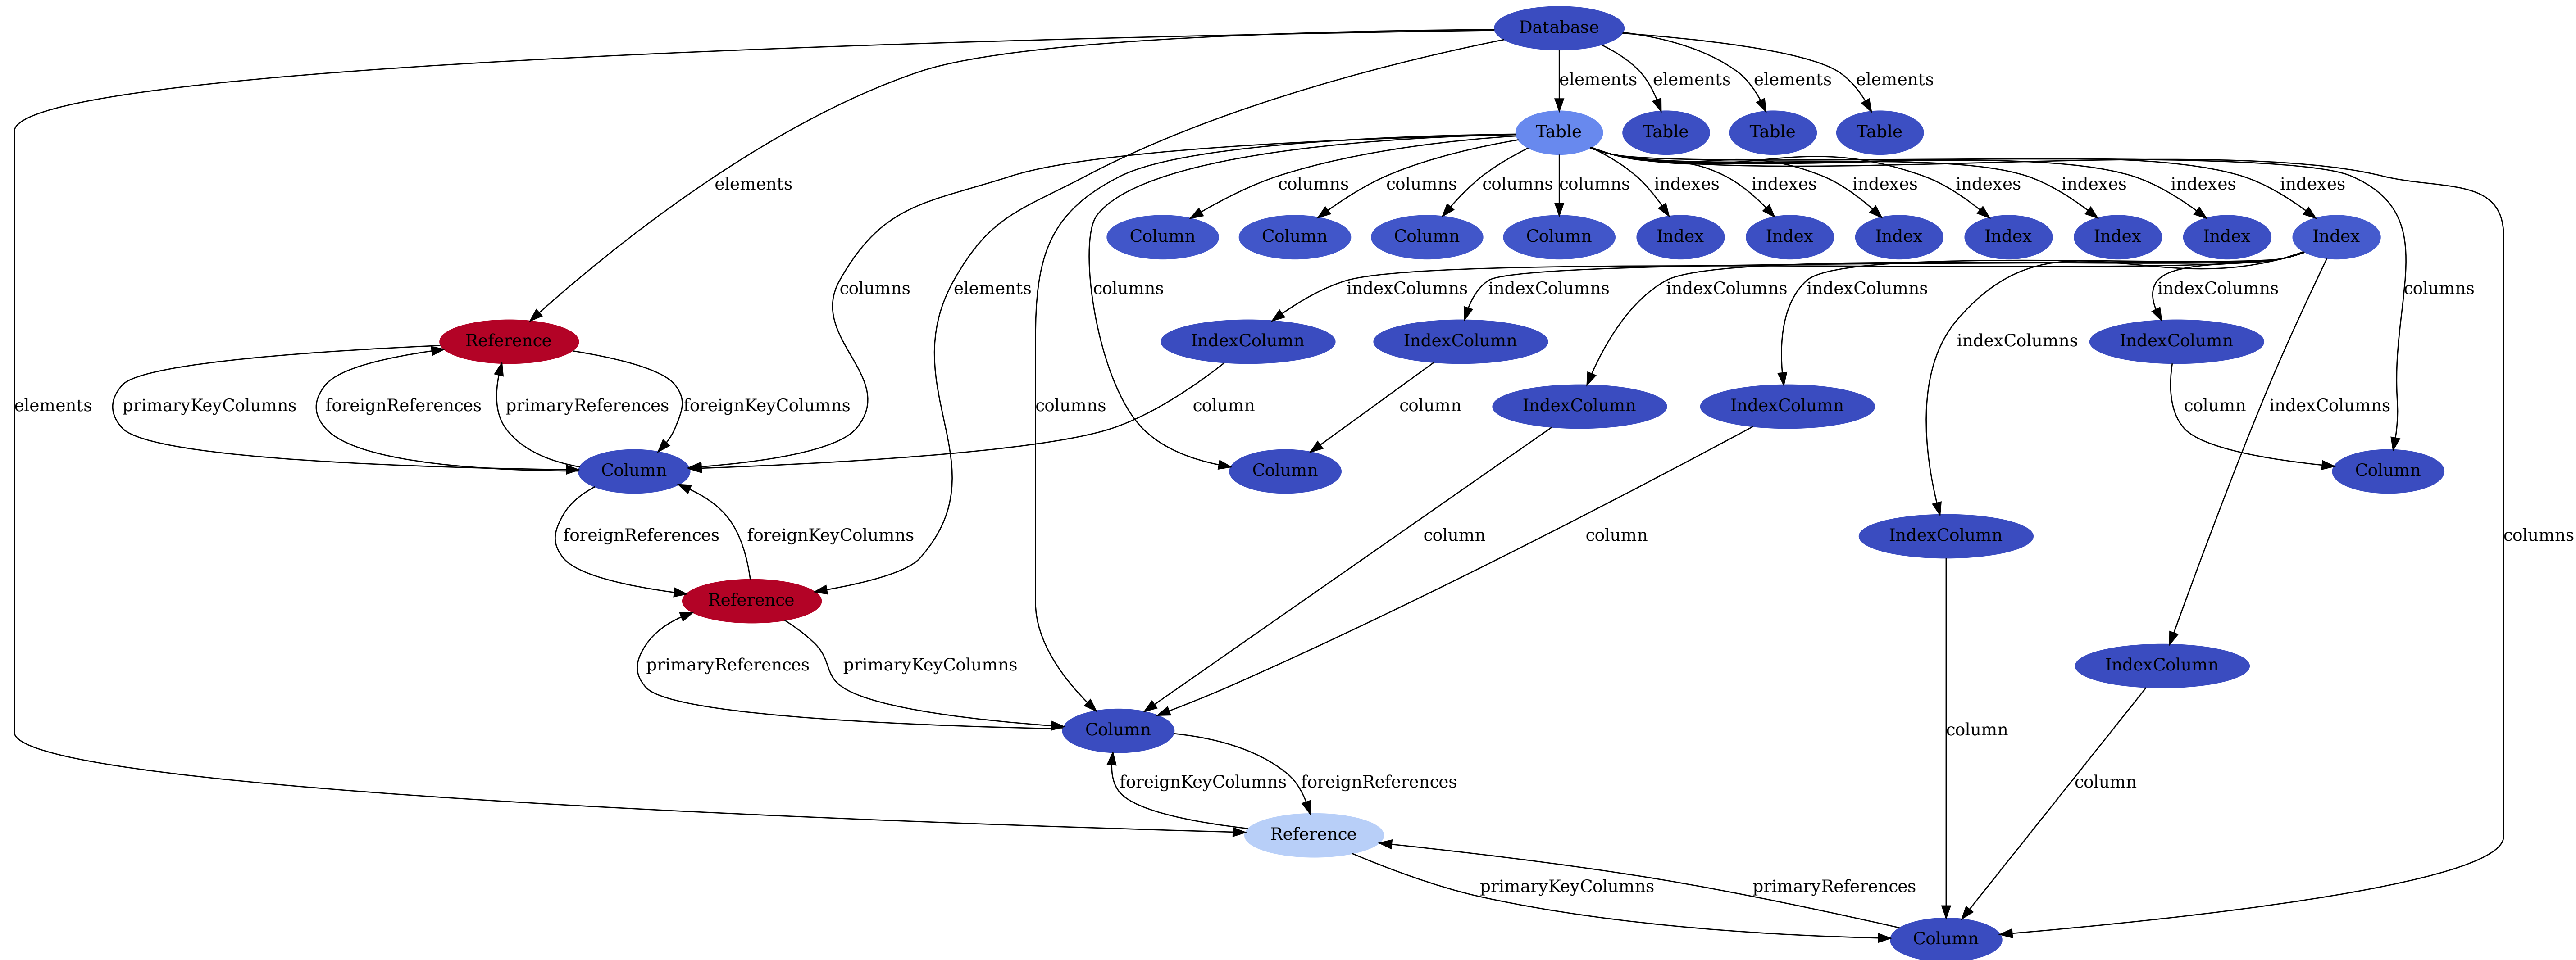 Database
elements elements elements elements
Table Table Table Table
elements columns columns columns columns indexes indexes indexes indexes indexes indexes indexes
Column Column Column Column Index Index Index Index Index Index Index
columns elements columns indexColumns indexColumns indexColumns indexColumns indexColumns columns
Reference IndexColumn IndexColumn indexColumns IndexColumn
elements primaryKeyColumns foreignReferences primaryReferences foreignKeyColumns columns column column IndexColumn IndexColumn column indexColumns
Column Column Column
foreignReferences foreignKeyColumns column column IndexColumn columns
Reference
primaryReferences primaryKeyColumns IndexColumn
Column column
foreignKeyColumns foreignReferences column
Reference
primaryKeyColumns primaryReferences
Column